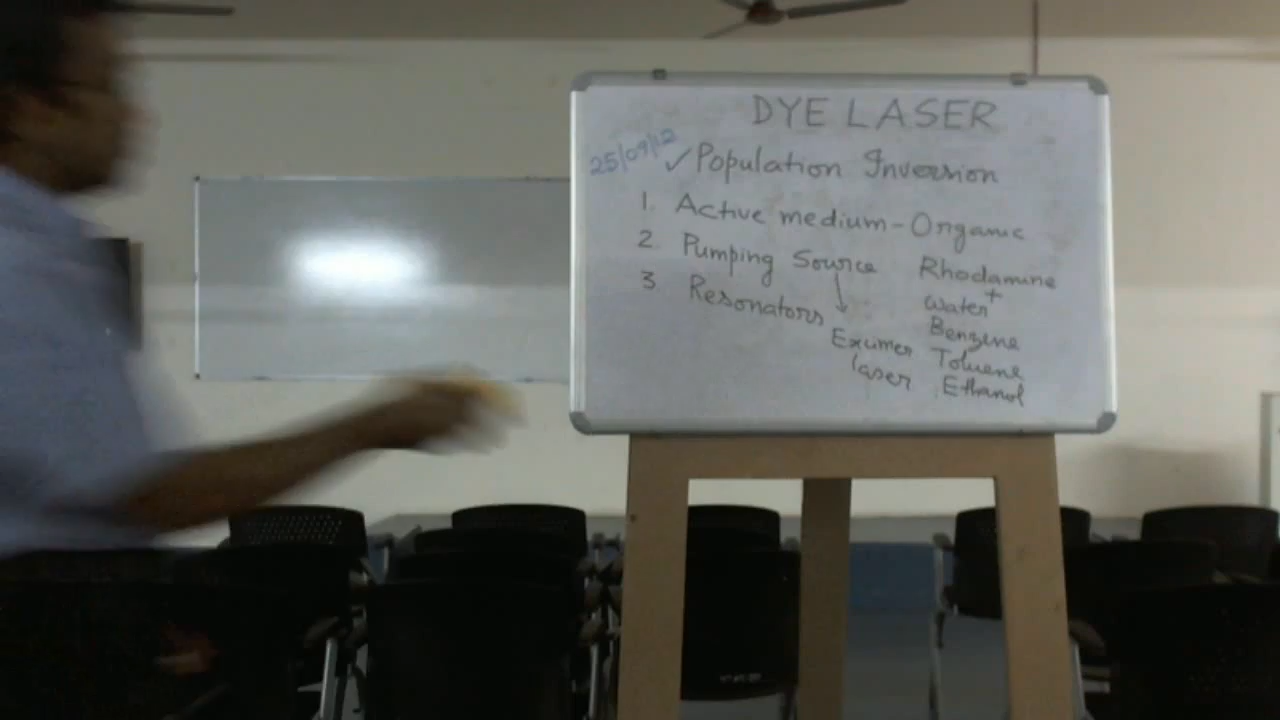 DYE LASER
25/09/12
✓ Population Inversion
1. Active medium - Organic
2. Pumping Source Rhodamine
+
3. Resonators Water
↓
Benzene
Excimer Toluene
laser Ethanol